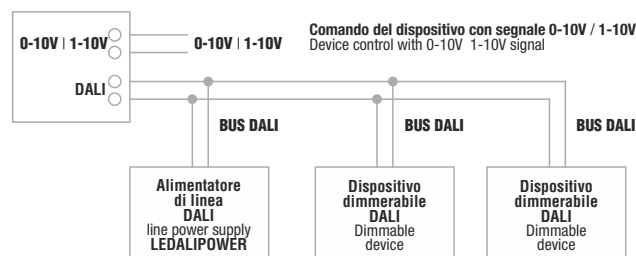 Comando del dispositivo con segnale 0-10V / 1-10V
Device control with 0-10V 1-10V signal
0-10V | 1-10V
0-10V | 1-10V
DALI
BUS DALI
BUS DALI
BUS DALI
Alimentatore
di linea
DALI
line power supply
LEDALIPOWER
Dispositivo
dimmerabile
DALI
Dimmable
device
Dispositivo
dimmerabile
DALI
Dimmable
device